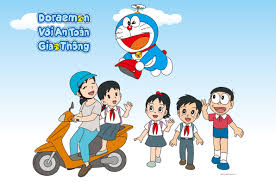 Doraemon
Với An Toàn
Giao Thông